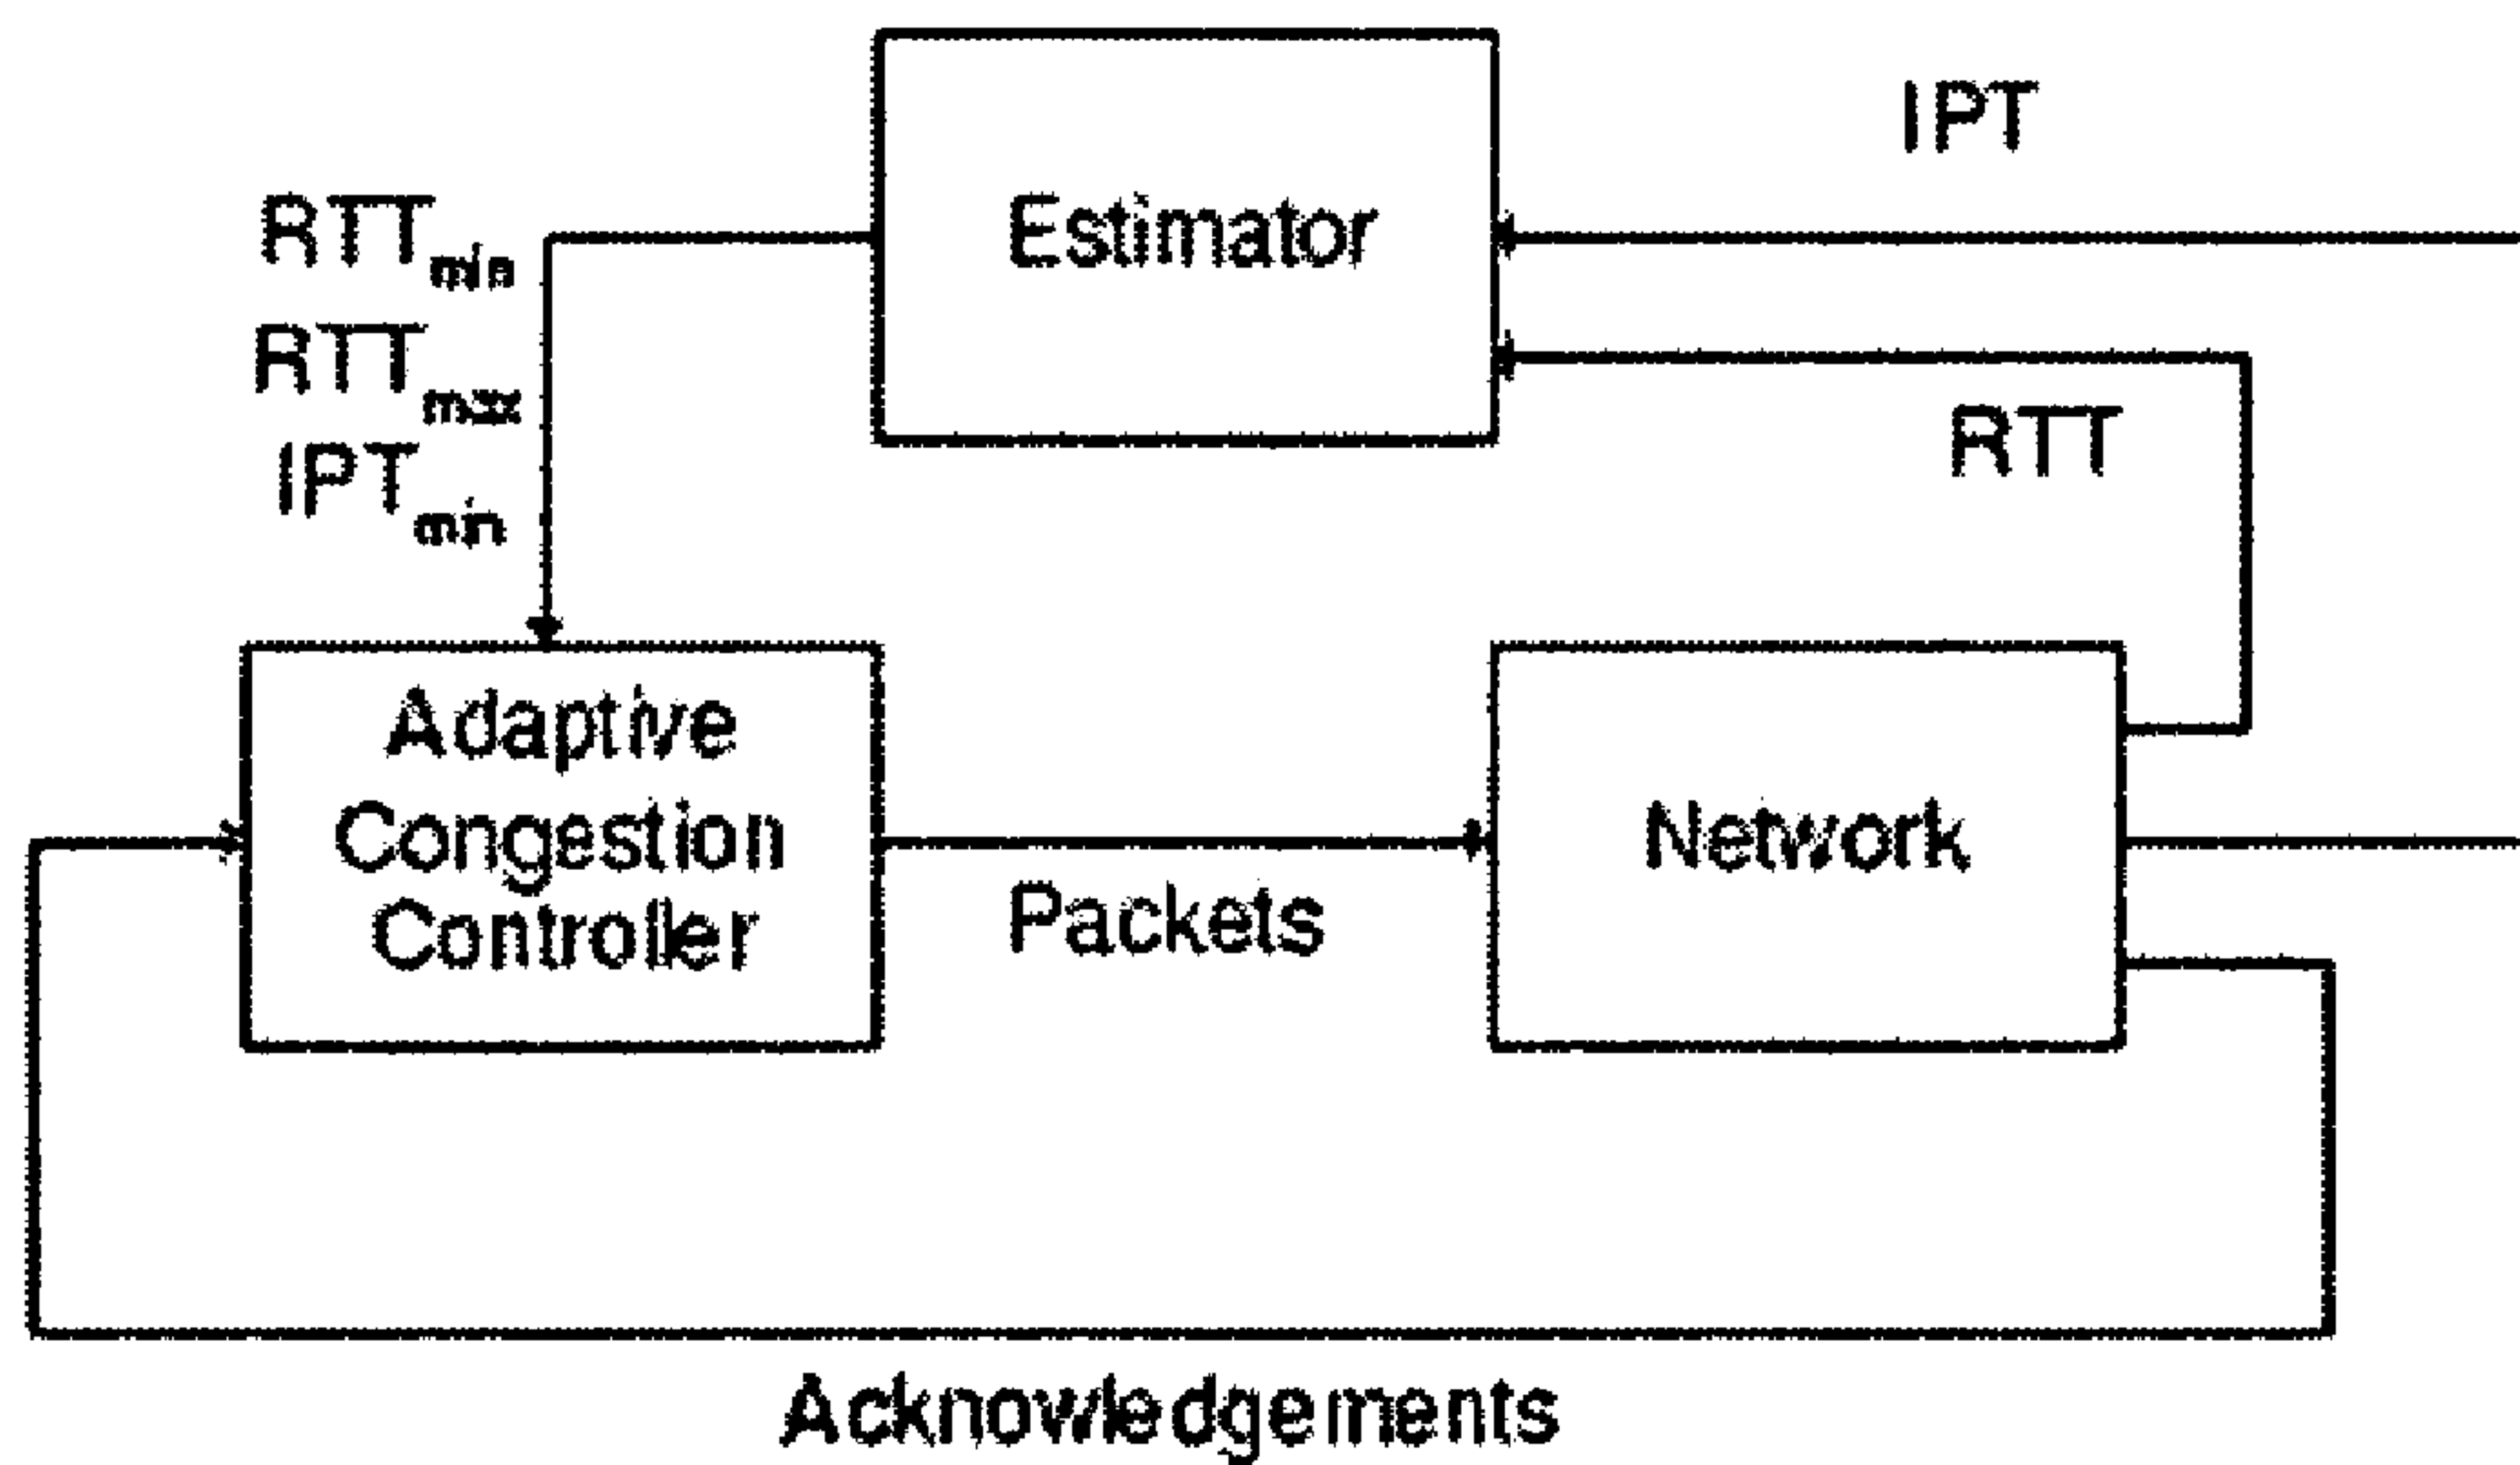 IPT
Estimator
RTTmin
RTTmax
IPTmin
RTT
Adaptive
Congestion
Controller
Packets
Network
Acknowledgements